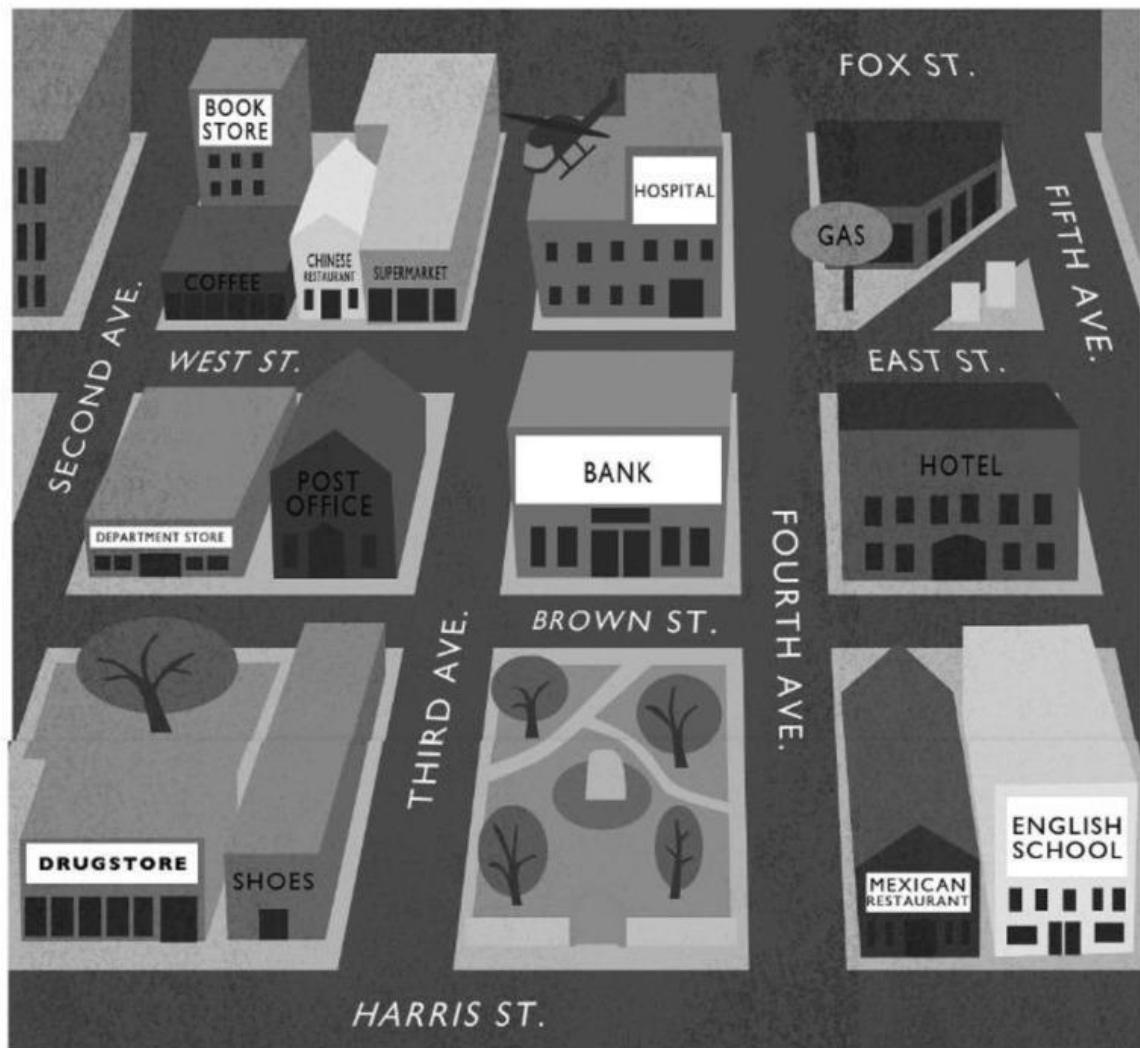 FOX ST.
BOOK
STORE
HOSPITAL
GAS
FIFTH AVE.
CHINESE
RESTAURANT
SUPERMARKET
COFFEE
SECOND AVE.
WEST ST.
EAST ST.
POST
OFFICE
BANK
HOTEL
DEPARTMENT STORE
FOURTH AVE.
THIRD AVE.
BROWN ST.
DRUGSTORE
SHOES
MEXICAN
RESTAURANT
ENGLISH
SCHOOL
HARRIS ST.